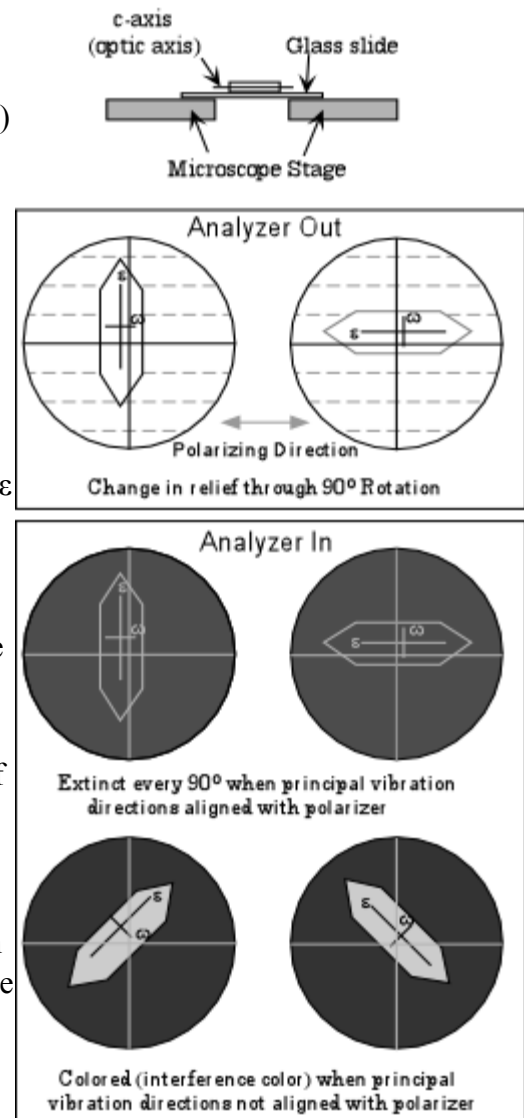 c-axis
(optic axis)
Glass slide
)
Microscope Stage
Analyzer Out
ε
ω
ε
ω
Polarizing Direction
ε
Change in relief through 90º Rotation
Analyzer In
ε
ω
ε
ω
e
f
Extinct every 90º when principal vibration
directions aligned with polarizer
ε
ω
ε
ω
e
Colored (interference color) when principal
vibration directions not aligned with polarizer